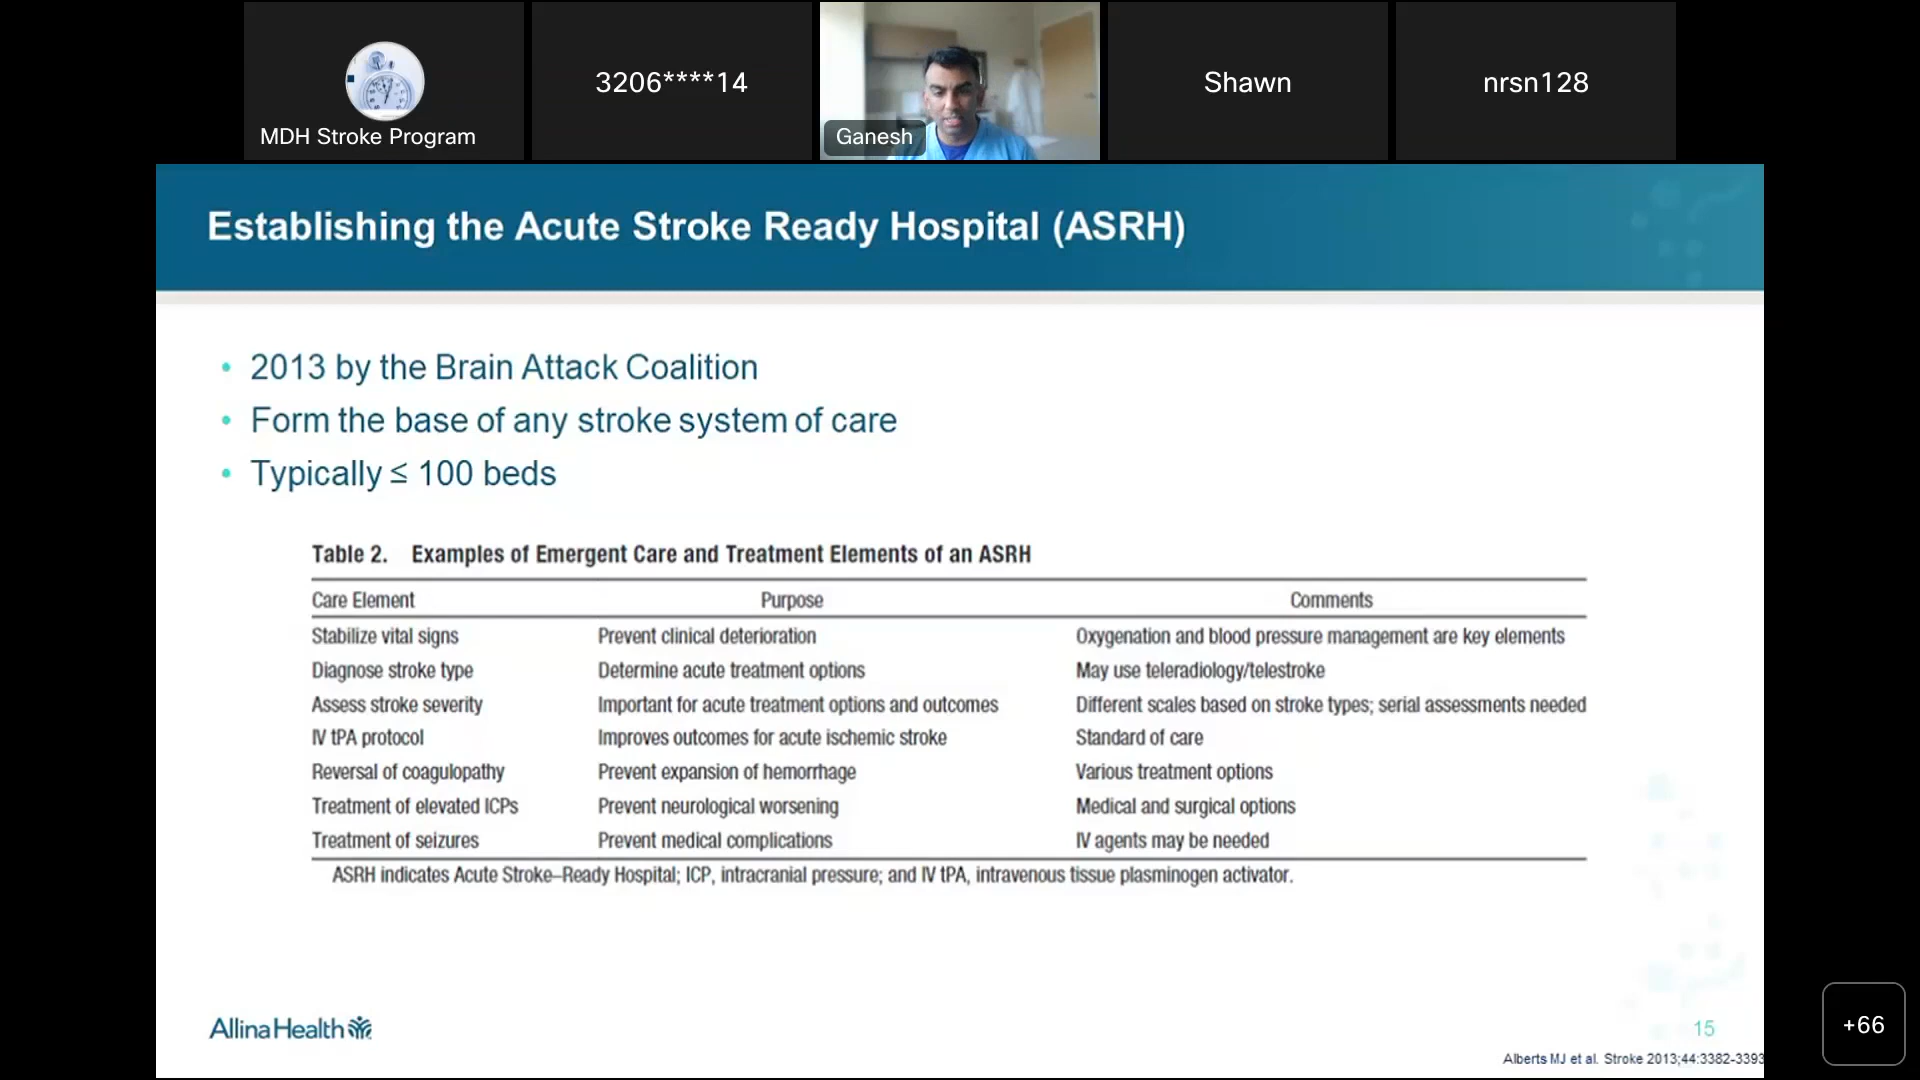 MDH Stroke Program
3206****14
Ganesh
Shawn
nrsn128
Establishing the Acute Stroke Ready Hospital (ASRH)
• 2013 by the Brain Attack Coalition
• Form the base of any stroke system of care
• Typically ≤ 100 beds
Table 2. Examples of Emergent Care and Treatment Elements of an ASRH
Care Element Purpose Comments
Stabilize vital signs Prevent clinical deterioration Oxygenation and blood pressure management are key elements
Diagnose stroke type Determine acute treatment options May use teleradiology/telestroke
Assess stroke severity Important for acute treatment options and outcomes Different scales based on stroke types; serial assessments needed
IV tPA protocol Improves outcomes for acute ischemic stroke Standard of care
Reversal of coagulopathy Prevent expansion of hemorrhage Various treatment options
Treatment of elevated ICPs Prevent neurological worsening Medical and surgical options
Treatment of seizures Prevent medical complications IV agents may be needed
ASRH indicates Acute Stroke–Ready Hospital; ICP, intracranial pressure; and IV tPA, intravenous tissue plasminogen activator.
Allina Health
15
+66
Alberts MJ et al. Stroke 2013;44:3382-3393